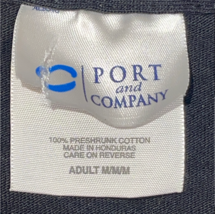 PORT
and
COMPANY
100% PRESHRUNK COTTON
MADE IN HONDURAS
CARE ON REVERSE
ADULT M/M/M